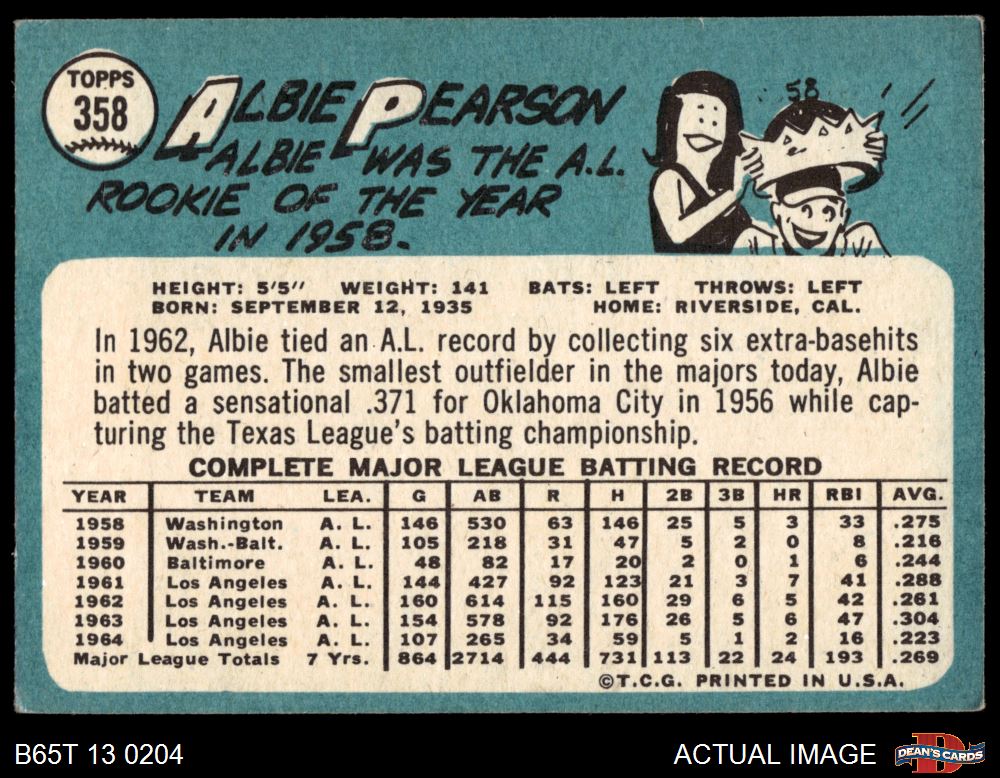 TOPPS
358
ALBIE PEARSON
ALBIE WAS THE A.L.
ROOKIE OF THE YEAR
IN 1958.
58
HEIGHT: 5'5" WEIGHT: 141 BATS: LEFT THROWS: LEFT
BORN: SEPTEMBER 12, 1935 HOME: RIVERSIDE, CAL.
In 1962, Albie tied an A.L. record by collecting six extra-basehits
in two games. The smallest outfielder in the majors today, Albie
batted a sensational .371 for Oklahoma City in 1956 while cap-
turing the Texas League's batting championship.
COMPLETE MAJOR LEAGUE BATTING RECORD
YEAR TEAM LEA. G AB R H 2B 3B HR RBI AVG.
1958 Washington A. L. 146 530 63 146 25 5 3 33 .275
1959 Wash.-Balt. A. L. 105 218 31 47 5 2 0 8 .216
1960 Baltimore A. L. 48 82 17 20 2 0 1 6 .244
1961 Los Angeles A. L. 144 427 92 123 21 3 7 41 .288
1962 Los Angeles A. L. 160 614 115 160 29 6 5 42 .261
1963 Los Angeles A. L. 154 578 92 176 26 5 6 47 .304
1964 Los Angeles A. L. 107 265 34 59 5 1 2 16 .223
Major League Totals 7 Yrs. 864 2714 444 731 113 22 24 193 .269
©T.C.G. PRINTED IN U.S.A.
B65T 13 0204 ACTUAL IMAGE DEAN'S CARDS